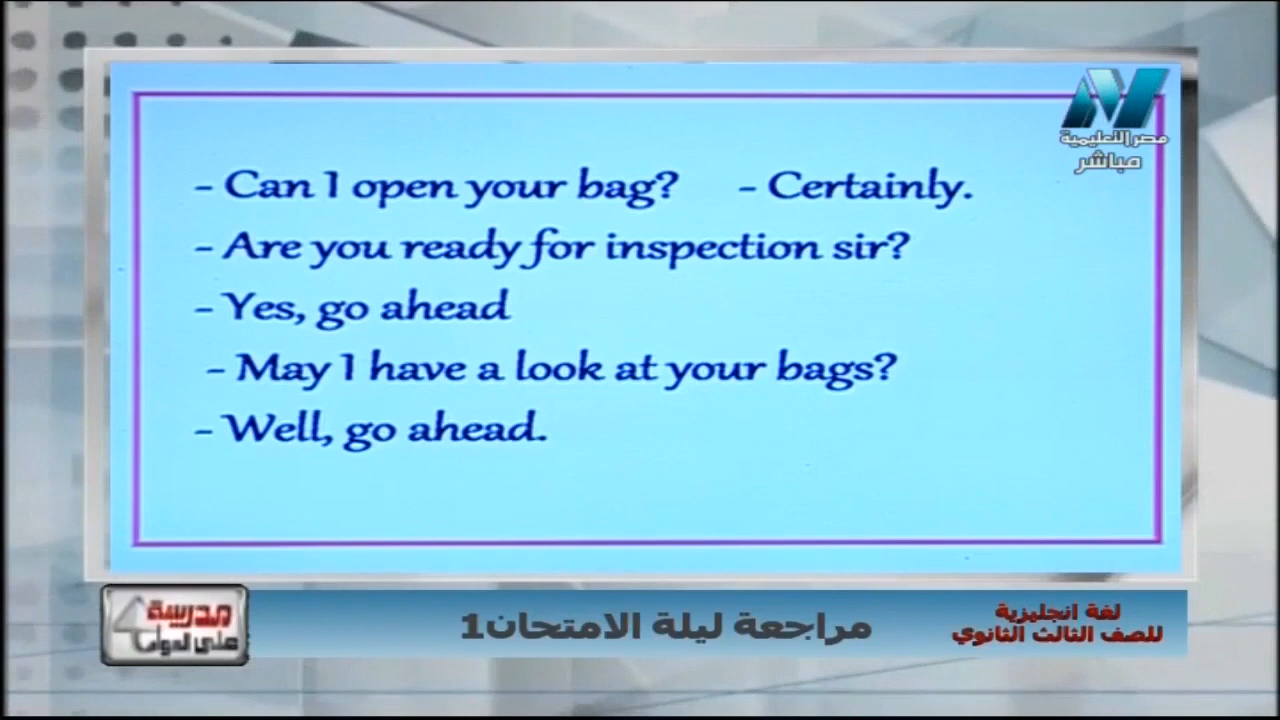 مصر التعليمية
مباشر
- Can I open your bag? - Certainly.
- Are you ready for inspection sir?
- Yes, go ahead
- May I have a look at your bags?
- Well, go ahead.
مدرسة
على الهواء
مراجعة ليلة الامتحان1
لغة انجليزية
للصف الثالث الثانوي